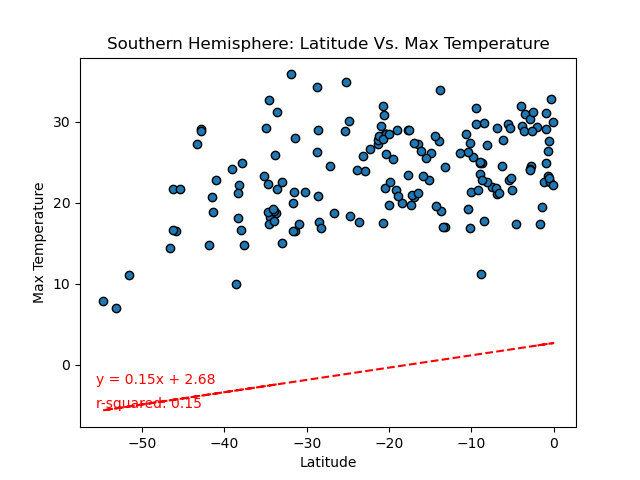 Southern Hemisphere: Latitude Vs. Max Temperature
Max Temperature
30
20
10
0
y = 0.15x + 2.68
r-squared: 0.15
−50
−40
−30
−20
−10
0
Latitude